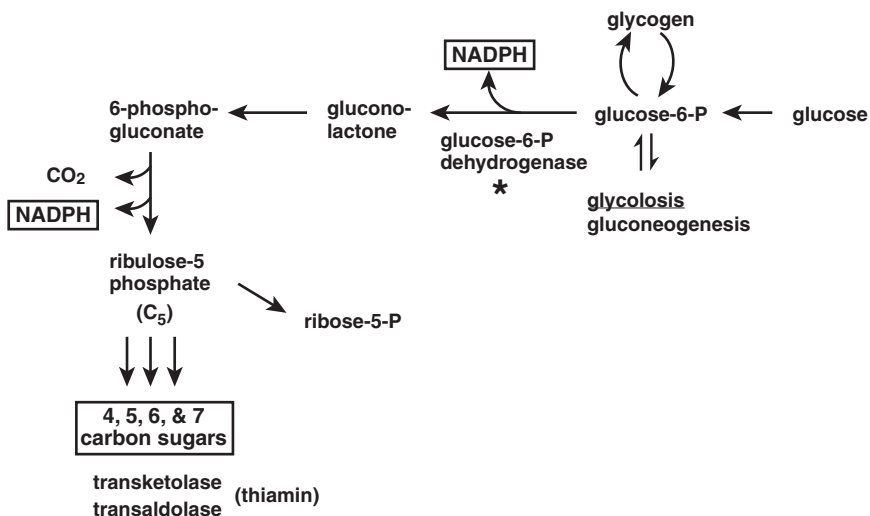 glycogen
NADPH
6-phospho-
gluconate
glucono-
lactone
glucose-6-P
glucose
glucose-6-P
dehydrogenase
*
CO2
NADPH
glycolosis
gluconeogenesis
ribulose-5
phosphate
(C5)
ribose-5-P
4, 5, 6, & 7
carbon sugars
transketolase
transaldolase
(thiamin)